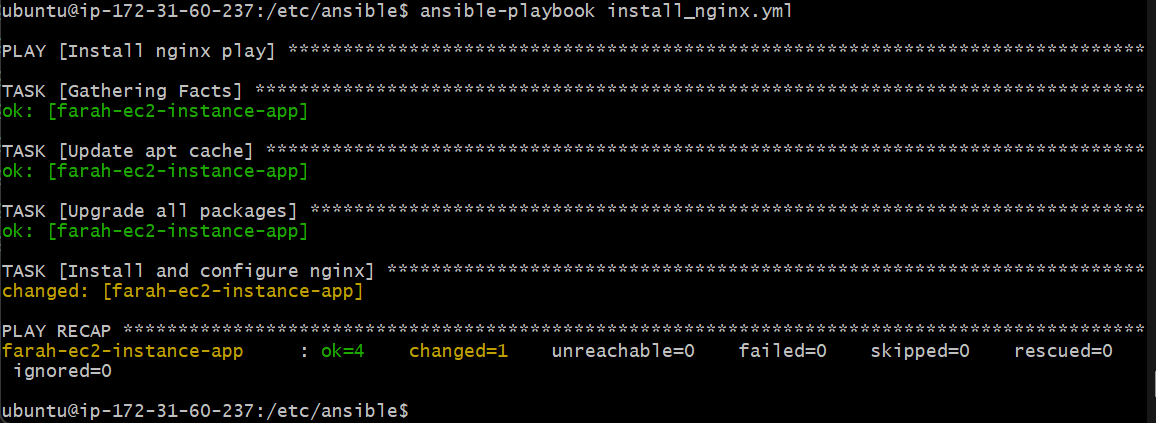 ubuntu@ip-172-31-60-237:/etc/ansible$ ansible-playbook install_nginx.yml
PLAY [Install nginx play] ******************************************************************************
TASK [Gathering Facts] *********************************************************************************
ok: [farah-ec2-instance-app]
TASK [Update apt cache] ********************************************************************************
ok: [farah-ec2-instance-app]
TASK [Upgrade all packages] ****************************************************************************
ok: [farah-ec2-instance-app]
TASK [Install and configure nginx] *********************************************************************
changed: [farah-ec2-instance-app]
PLAY RECAP *********************************************************************************************
farah-ec2-instance-app     : ok=4    changed=1    unreachable=0    failed=0    skipped=0    rescued=0
 ignored=0
ubuntu@ip-172-31-60-237:/etc/ansible$